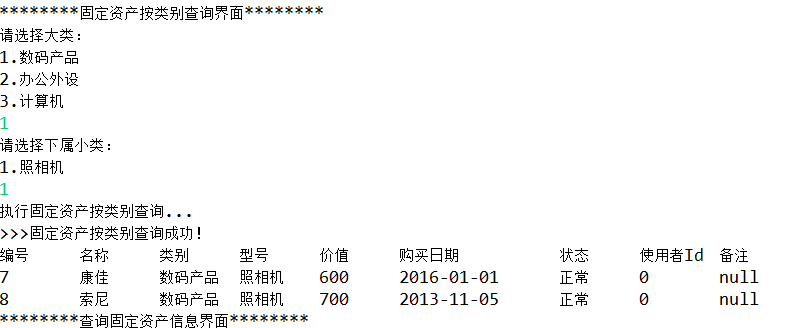 ********固定资产按类别查询界面********
请选择大类：
1.数码产品
2.办公外设
3.计算机
1
请选择下属小类：
1.照相机
1
执行固定资产按类别查询...
>>>固定资产按类别查询成功！
编号 名称 类别 型号 价值 购买日期 状态 使用者Id 备注
7 康佳 数码产品 照相机 600 2016-01-01 正常 0 null
8 索尼 数码产品 照相机 700 2013-11-05 正常 0 null
********查询固定资产信息界面********